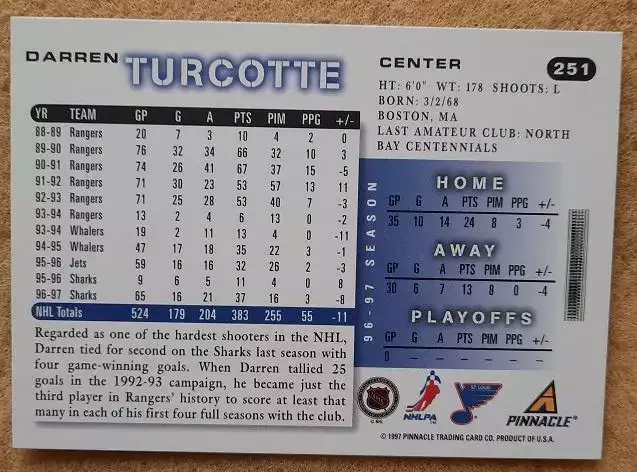 DARREN TURCOTTE
CENTER
251
HT: 6'0" WT: 178 SHOOTS: L
BORN: 3/2/68
BOSTON, MA
LAST AMATEUR CLUB: NORTH
BAY CENTENNIALS
YR TEAM GP G A PTS PIM PPG +/-
88-89 Rangers 20 7 3 10 4 2 0
89-90 Rangers 76 32 34 66 32 10 3
90-91 Rangers 74 26 41 67 37 15 -5
91-92 Rangers 71 30 23 53 57 13 11
92-93 Rangers 71 25 28 53 40 7 -3
93-94 Rangers 13 2 4 6 13 0 -2
93-94 Whalers 19 2 11 13 4 0 -11
94-95 Whalers 47 17 18 35 22 3 -1
95-96 Jets 59 16 16 32 26 2 -3
95-96 Sharks 9 6 5 11 4 0 8
96-97 Sharks 65 16 21 37 16 3 -8
NHL Totals 524 179 204 383 255 55 -11
96-97 SEASON
HOME
GP G A PTS PIM PPG +/-
35 10 14 24 8 3 -4
AWAY
GP G A PTS PIM PPG +/-
30 6 7 13 8 0 -4
PLAYOFFS
GP G A PTS PIM PPG +/-
0 – – – – – –
Regarded as one of the hardest shooters in the NHL,
Darren tied for second on the Sharks last season with
four game-winning goals. When Darren tallied 25
goals in the 1992-93 campaign, he became just the
third player in Rangers' history to score at least that
many in each of his first four full seasons with the club.
NHL
NHLPA
ST. LOUIS
PINNACLE
© 1997 PINNACLE TRADING CARD CO. PRODUCT OF U.S.A.